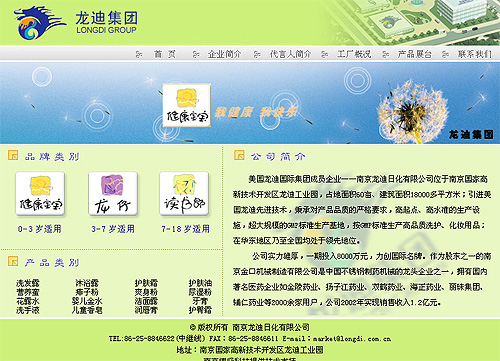 龙迪集团
LONGDI GROUP
首 页
企业简介
代言人简介
工厂概况
产品展台
联系我们
健康宝宝
我健康 我快乐
龙迪集团
品牌类别
健康宝宝
龙仔
读书郎
0-3 岁适用
3-7 岁适用
7-18 岁适用
产品类别
洗发露 沐浴露 护肤霜 护肤油
营养蜜 痱子粉 爽身粉 尿湿粉
花露水 婴儿金水 洁面露 牙膏
洗手液 儿童香皂 润唇膏 护臀霜
公司简介
美国龙迪国际集团成员企业——南京龙迪日化有限公司位于南京国家高
新技术开发区龙迪工业园，占地面积50亩、建筑面积18000多平方米；引进美
国龙迪先进技术，秉承对产品品质的严格要求，高起点、高水准的生产设
施，超大规模的GMP标准生产基地，按GMP标准生产高品质洗护、化妆用品；
在华东地区乃至全国均处于领先地位。
公司实力雄厚，一期投入8000万元，力创国际名牌。作为股东之一的南
京金口机械制造有限公司是中国不锈钢制药机械的龙头企业之一，拥有国内
著名医药企业如金陵药业、扬子江药业、双鹤药业、海正药业、丽珠集团、
辅仁药业等2000余家用户，公司2002年实现销售收入1.2亿元。
© 版权所有 南京龙迪日化有限公司
TEL:86-25-8846622(中继线) FAX：86-25-8846611 E-mail：market@longdi.com.cn
地址：南京国家高新技术开发区龙迪工业园